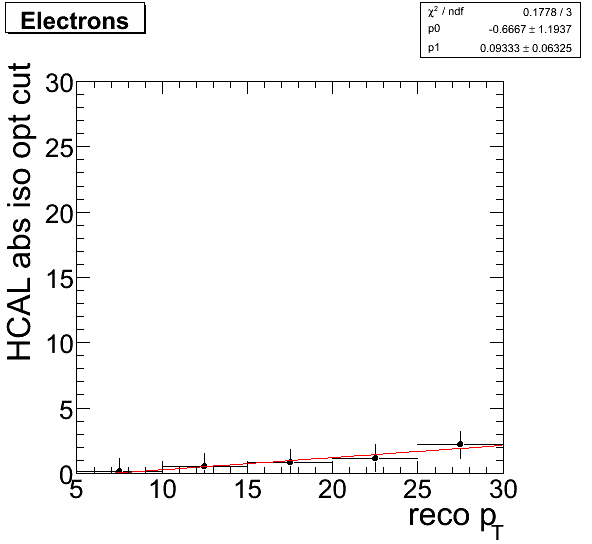 Electrons
χ² / ndf 0.1778 / 3
p0 -0.6667 ± 1.1937
p1 0.09333 ± 0.06325
HCAL abs iso opt cut
30
25
20
15
10
5
0
5 10 15 20 25 30
reco pT